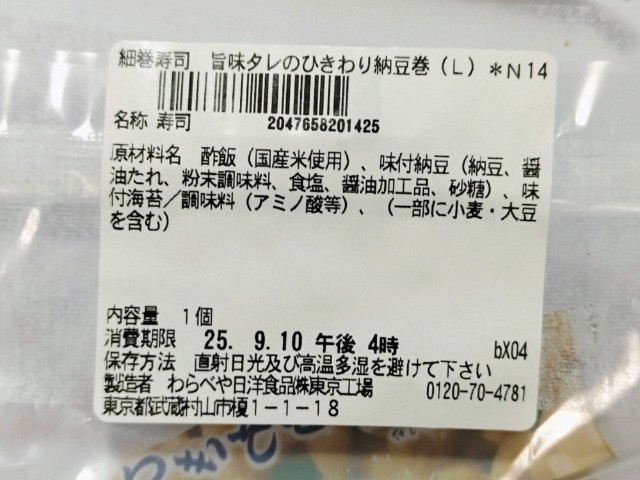 細巻寿司 旨味タレのひきわり納豆巻（L）＊N14
名称 寿司 2047658201425
原材料名 酢飯（国産米使用）、味付納豆（納豆、醤
油たれ、粉末調味料、食塩、醤油加工品、砂糖）、味
付海苔／調味料（アミノ酸等）、（一部に小麦・大豆
を含む）
内容量 1個
消費期限 25. 9.10 午後 4時 bX04
保存方法 直射日光及び高温多湿を避けて下さい
製造者 わらべや日洋食品㈱東京工場 0120-70-4781
東京都武蔵村山市榎1-1-18